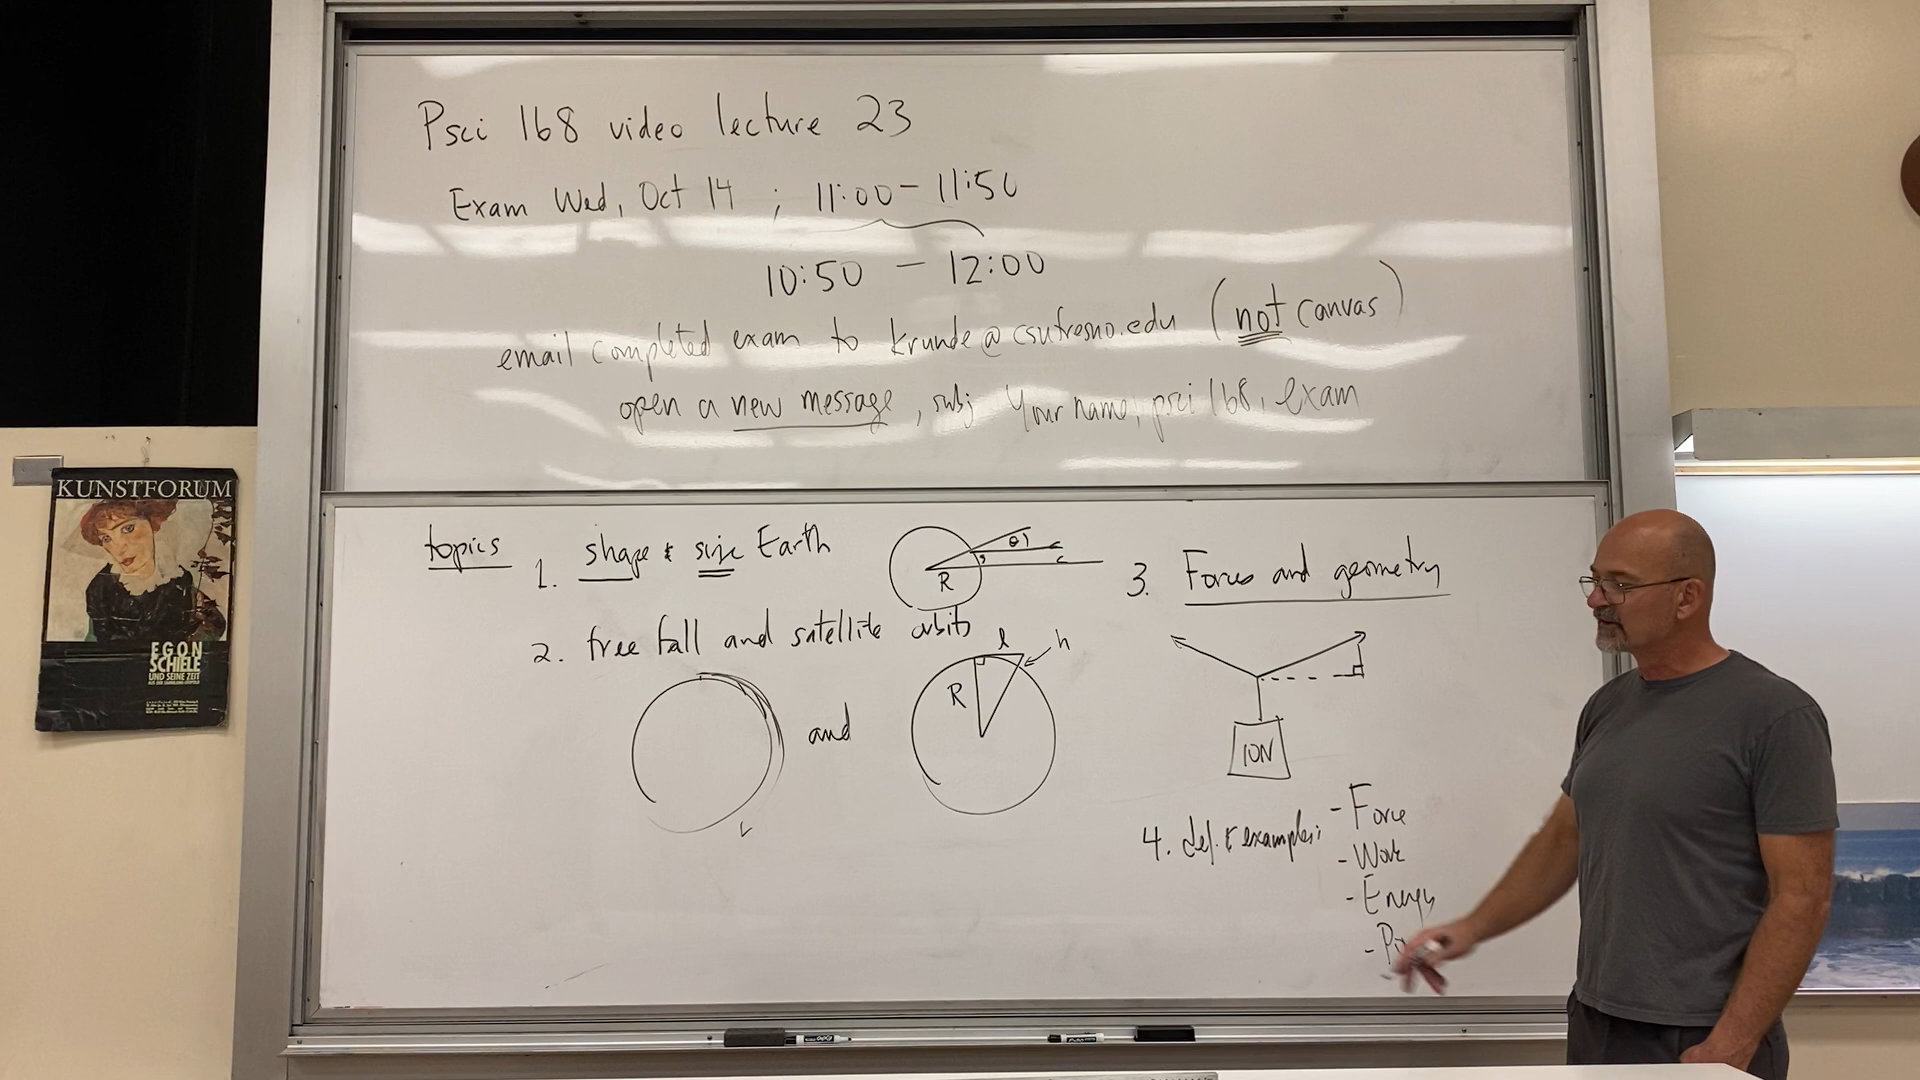 Psci 168 video lecture 23
Exam Wed, Oct 14 ; 11:00 - 11:50
10:50 - 12:00
email completed exam to krunde@csufresno.edu (not canvas)
open a new message, subj Your name, psci 168, exam
topics
1. shape & size Earth
R
θ
2. free fall and satellite orbits
and
R
l
h
3. Forces and geometry
10N
4. def. & examples:
- Force
- Work
- Energy
KUNSTFORUM
EGON
SCHIELE
UND SEINE ZEIT